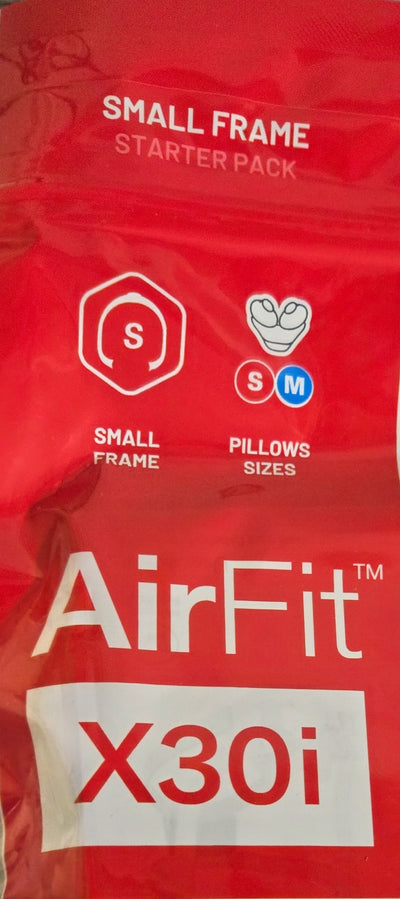 SMALL FRAME
STARTER PACK
S
S M
SMALL
FRAME
PILLOWS
SIZES
AirFit™
X30i